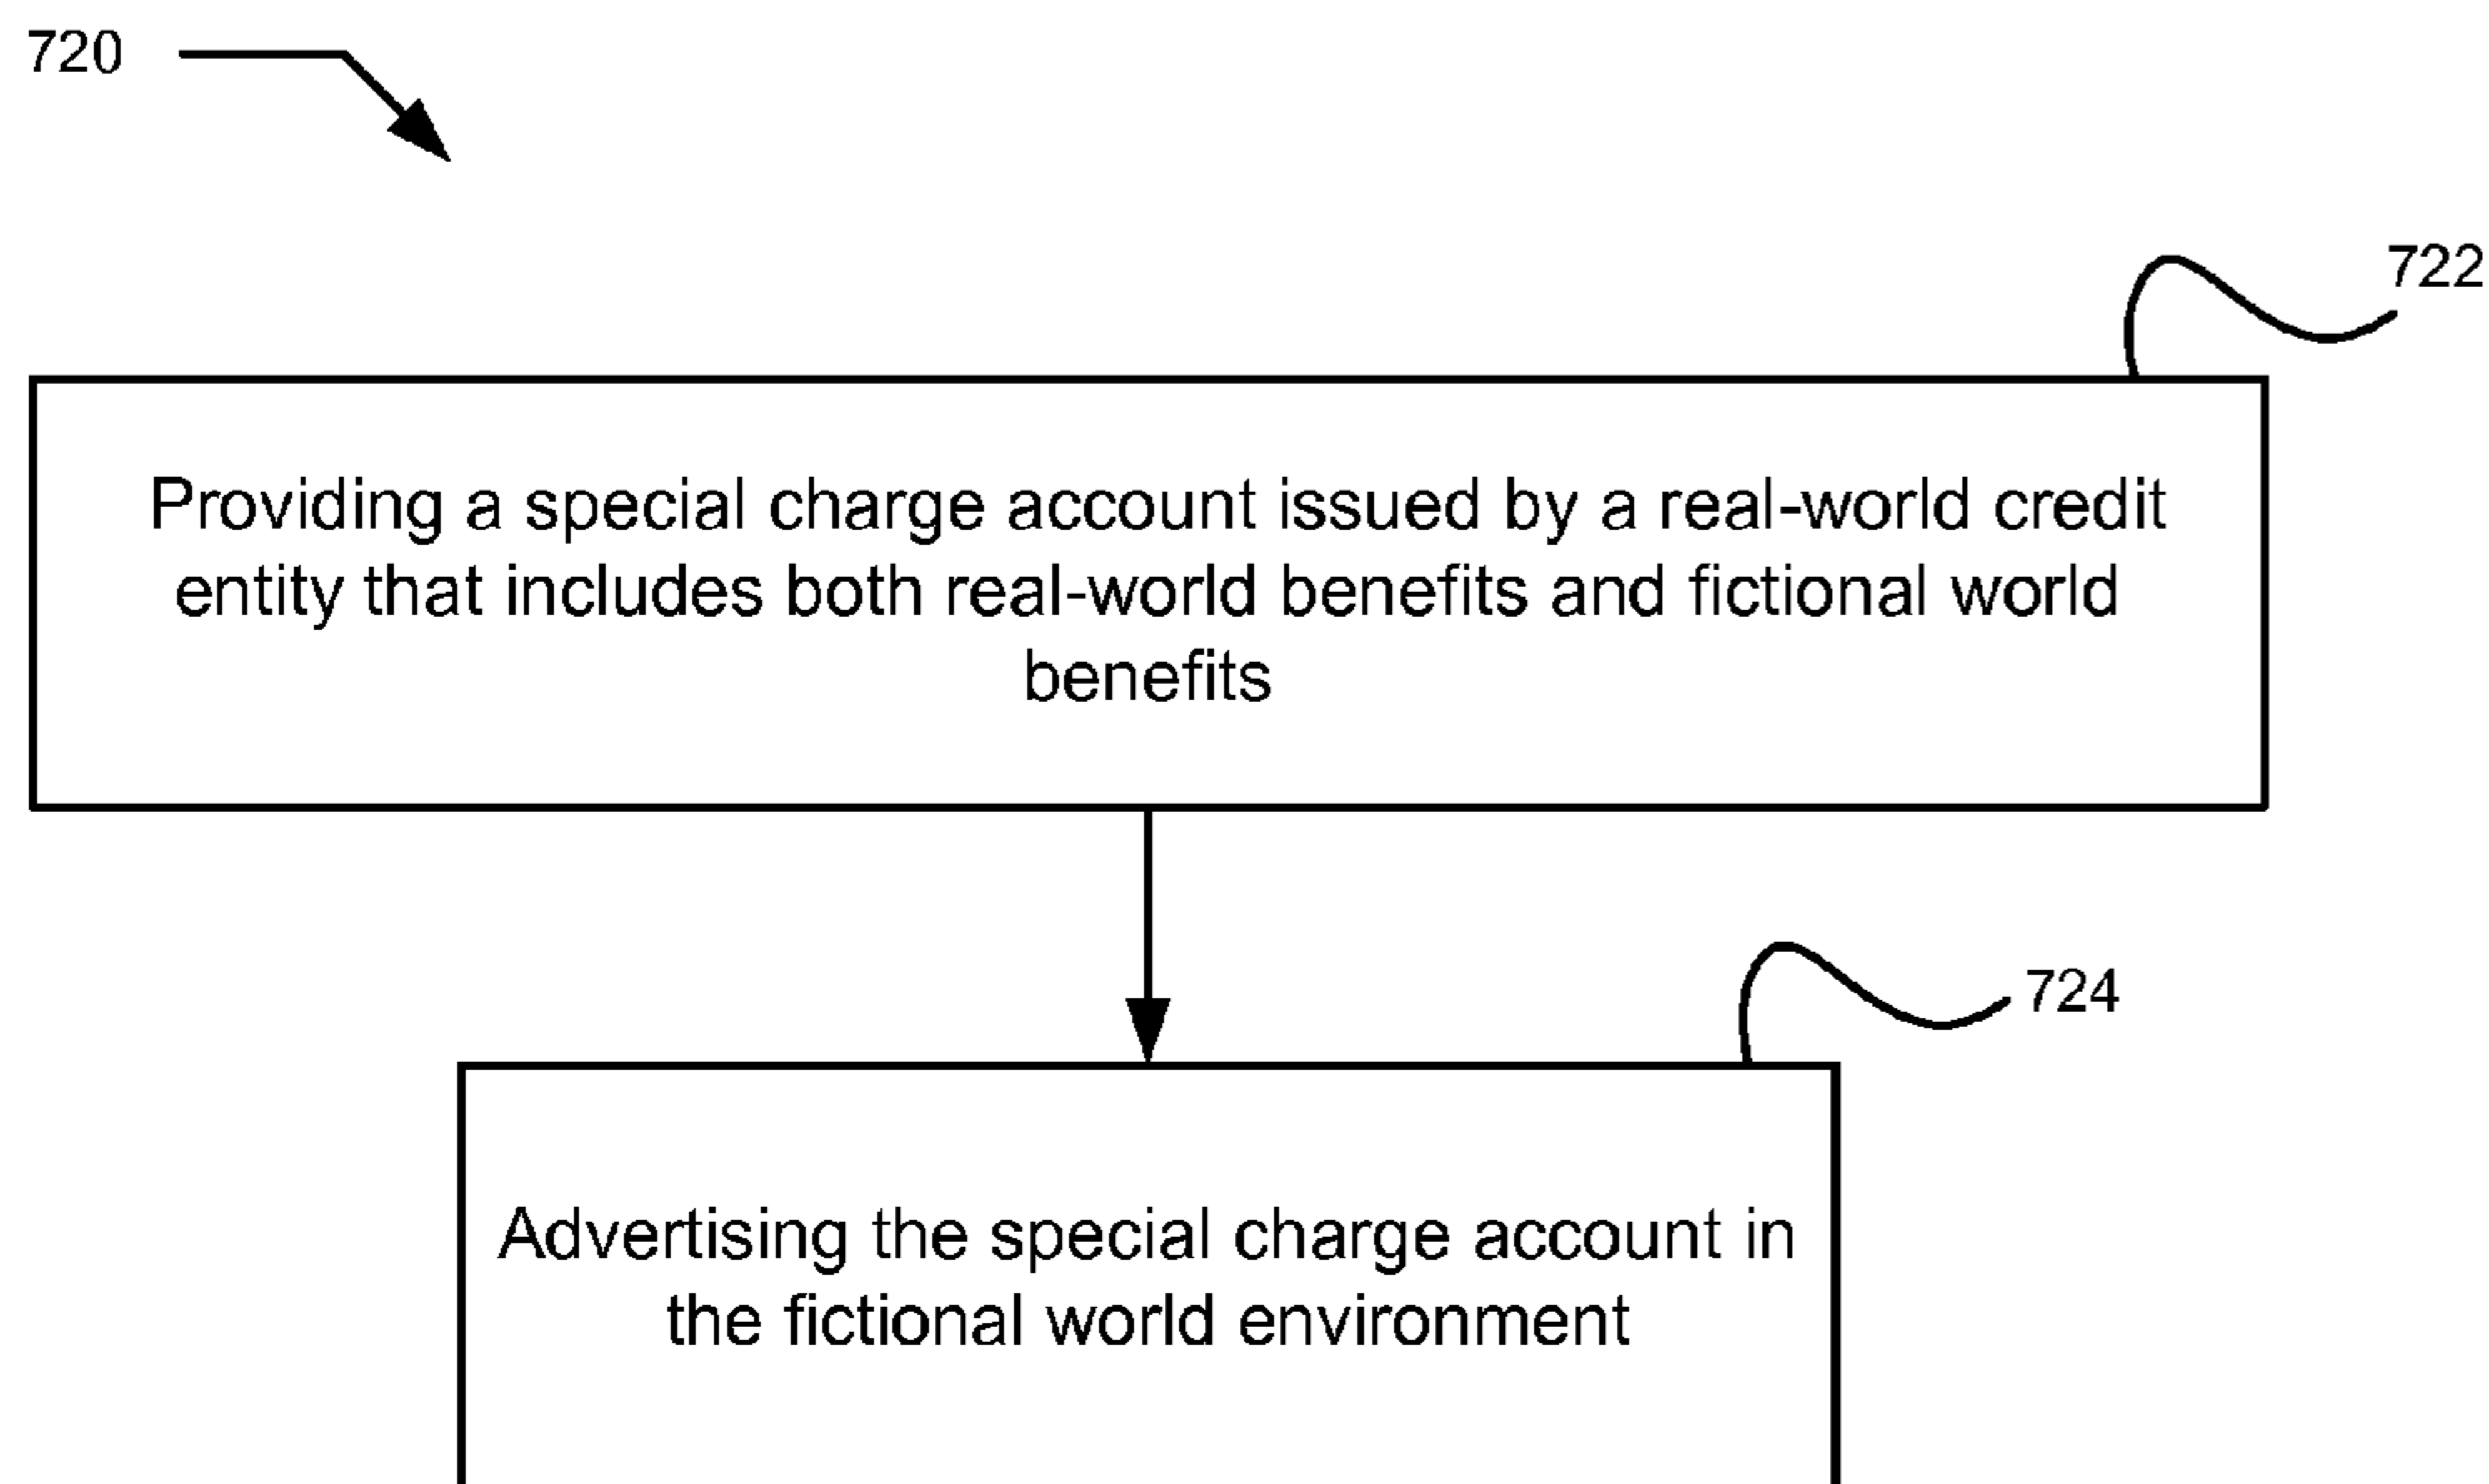 720
722
Providing a special charge account issued by a real-world credit
entity that includes both real-world benefits and fictional world
benefits
724
Advertising the special charge account in
the fictional world environment